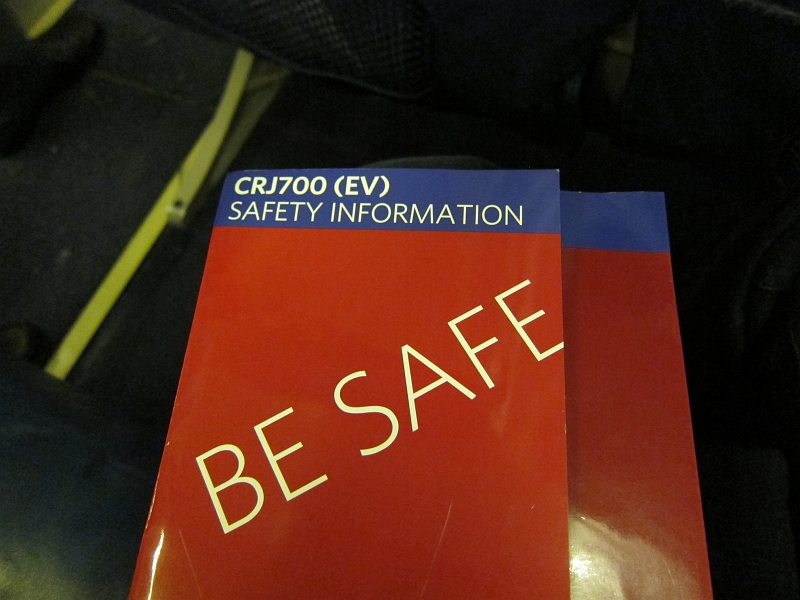 CRJ700 (EV)
SAFETY INFORMATION
BE SAFE